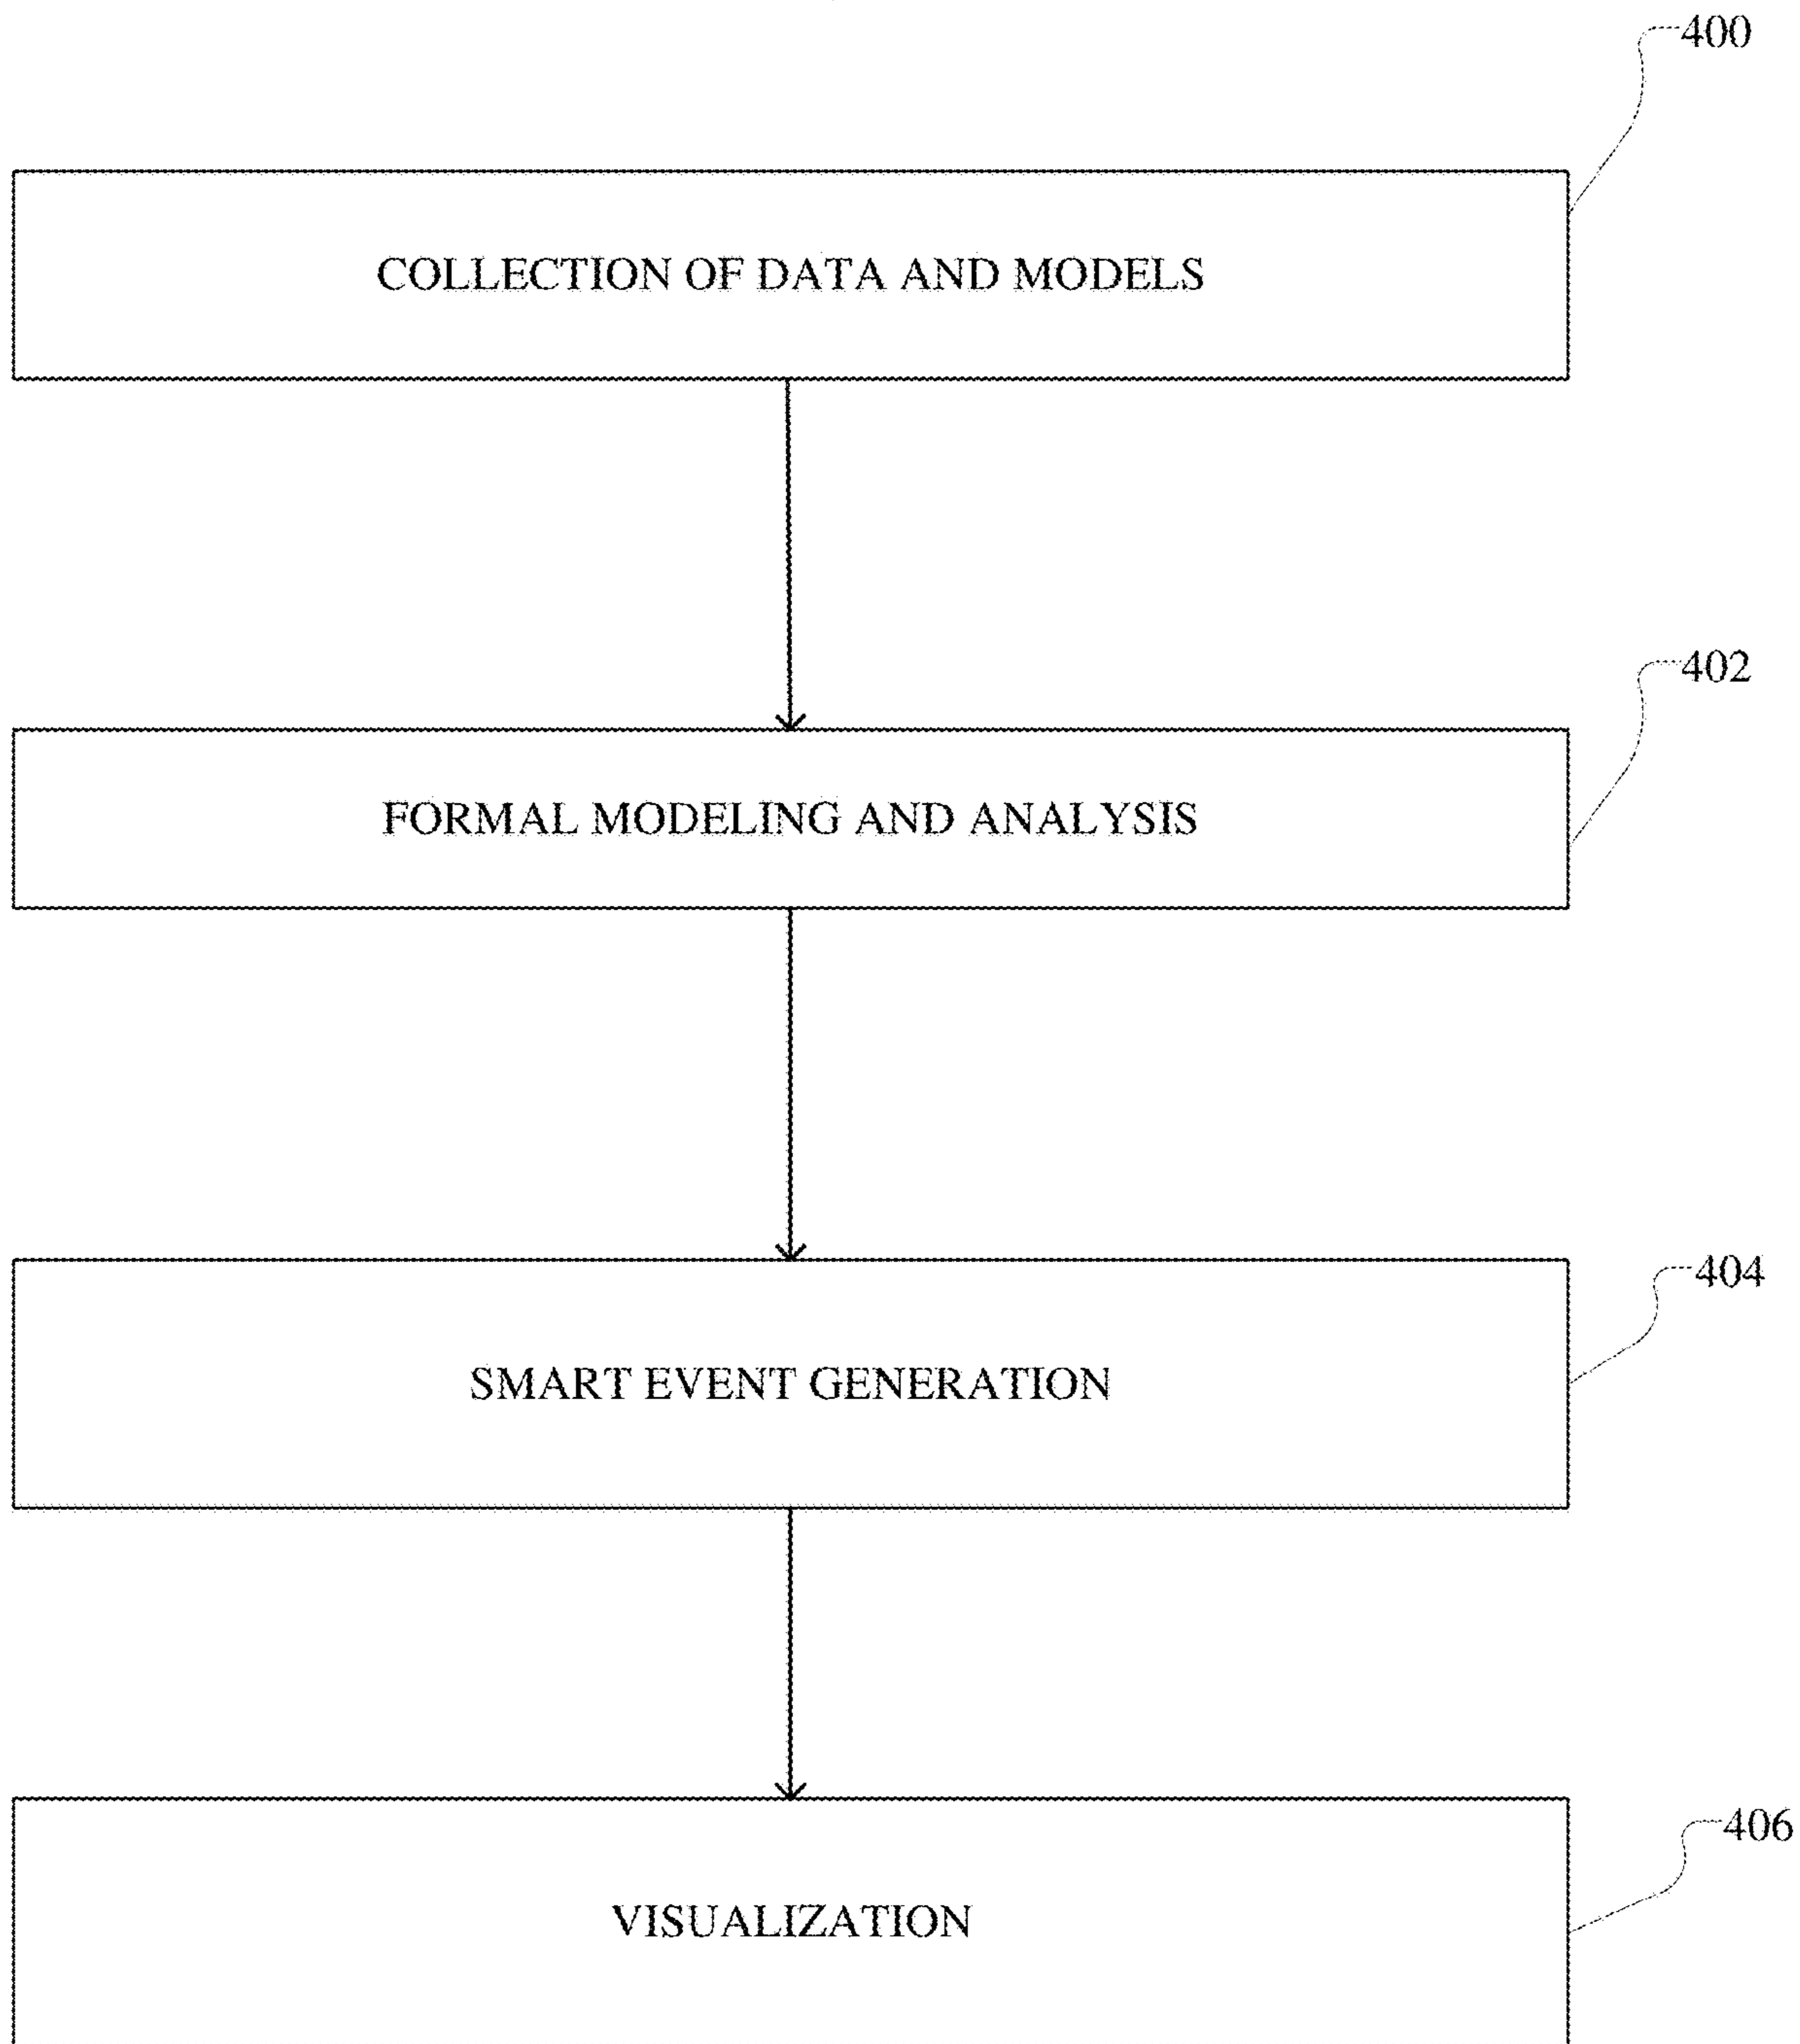 400
COLLECTION OF DATA AND MODELS
402
FORMAL MODELING AND ANALYSIS
404
SMART EVENT GENERATION
406
VISUALIZATION